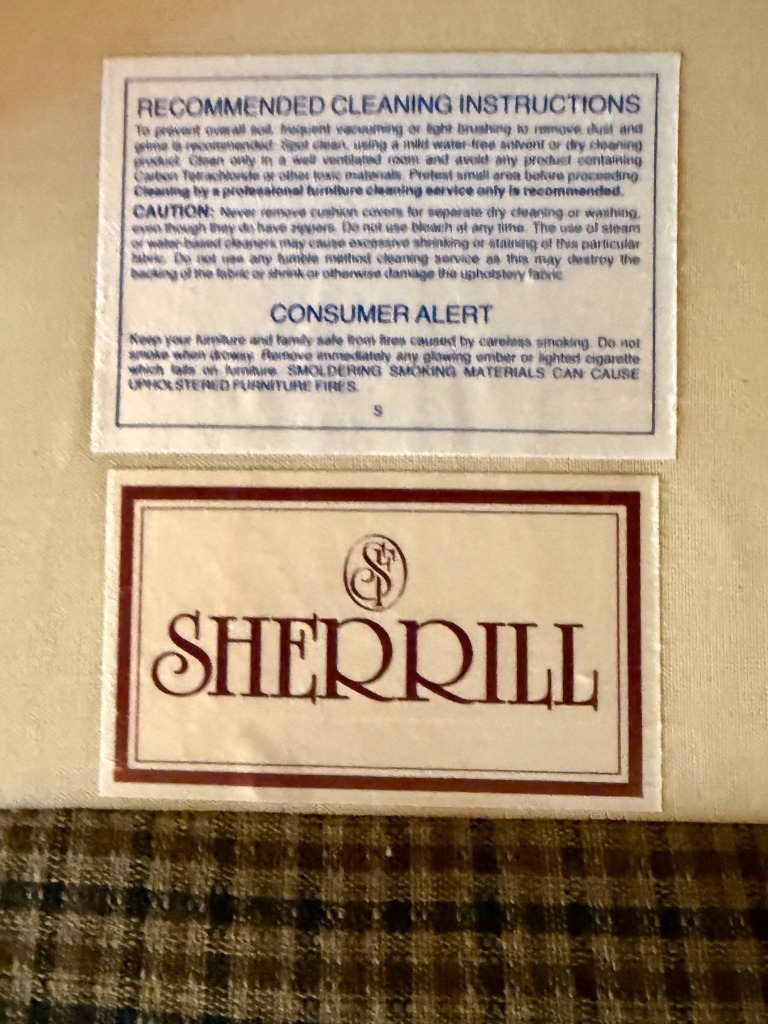 RECOMMENDED CLEANING INSTRUCTIONS
To prevent overall soil, frequent vacuuming or light brushing to remove dust and
grime is recommended. Spot clean, using a mild water-free solvent or dry cleaning
product. Clean only in a well ventilated room and avoid any product containing
Carbon Tetrachloride or other toxic materials. Pretest small area before proceeding.
Cleaning by a professional furniture cleaning service only is recommended.
CAUTION: Never remove cushion covers for separate dry cleaning or washing,
even though they do have zippers. Do not use bleach at any time. The use of steam
or water-based cleaners may cause excessive shrinking or staining of this particular
fabric. Do not use any tumble method cleaning service as this may destroy the
backing of the fabric or shrink or otherwise damage the upholstery fabric.
CONSUMER ALERT
Keep your furniture and family safe from fires caused by careless smoking. Do not
smoke when drowsy. Remove immediately any glowing ember or lighted cigarette
which falls on furniture. SMOLDERING SMOKING MATERIALS CAN CAUSE
UPHOLSTERED FURNITURE FIRES.
S
SF
SHERRILL